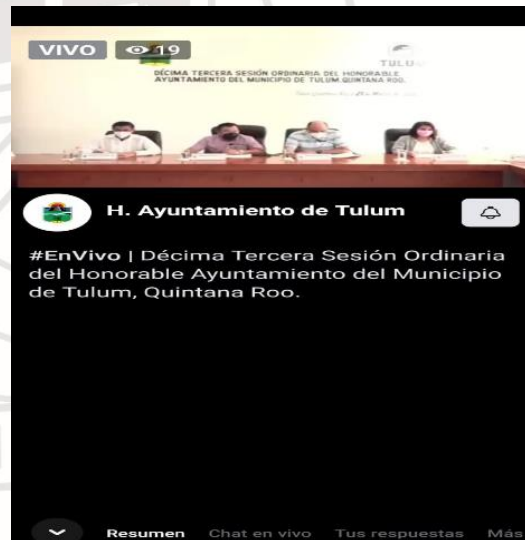 VIVO 19
TULUM
DÉCIMA TERCERA SESIÓN ORDINARIA DEL HONORABLE
AYUNTAMIENTO DEL MUNICIPIO DE TULUM QUINTANA ROO.
H. Ayuntamiento de Tulum
#EnVivo | Décima Tercera Sesión Ordinaria
del Honorable Ayuntamiento del Municipio
de Tulum, Quintana Roo.
Resumen Chat en vivo Tus respuestas Más